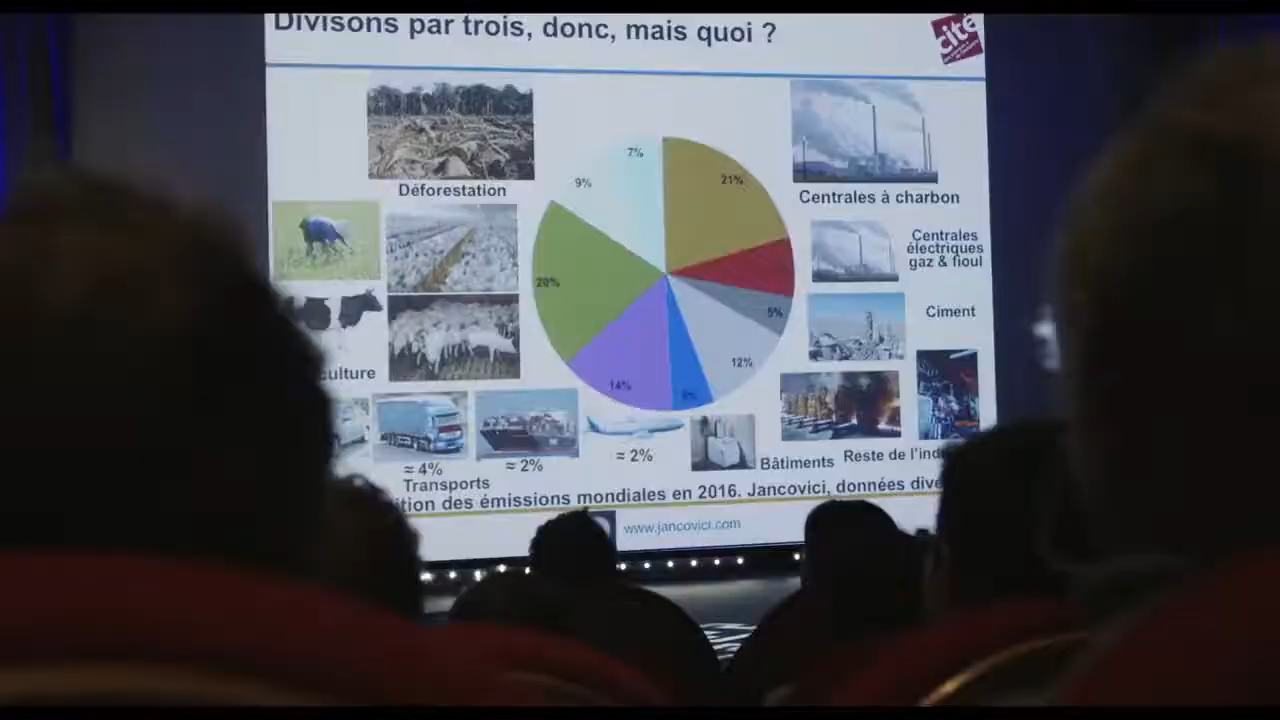 Divisons par trois, donc, mais quoi ?
cité
Déforestation
Centrales à charbon
7%
9%
21%
Centrales
électriques
gaz & fioul
20%
5%
Ciment
12%
culture
14%
≈ 4%
≈ 2%
≈ 2%
Bâtiments
Reste de l'ind
Transports
ition des émissions mondiales en 2016. Jancovici, données dive
www.jancovici.com